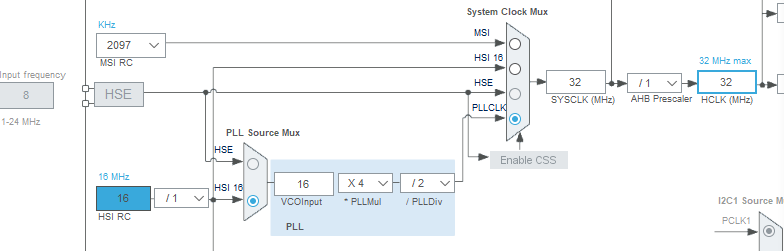 System Clock Mux
KHz
2097
MSI RC
MSI
HSI 16
HSE
PLLCLK
Input frequency
8
1-24 MHz
HSE
32
SYSCLK (MHz)
/ 1
AHB Prescaler
32 MHz max
32
HCLK (MHz)
PLL Source Mux
HSE
HSI 16
Enable CSS
16 MHz
16
HSI RC
/ 1
16
VCOInput
X 4
* PLLMul
/ 2
/ PLLDiv
PLL
I2C1 Source M
PCLK1